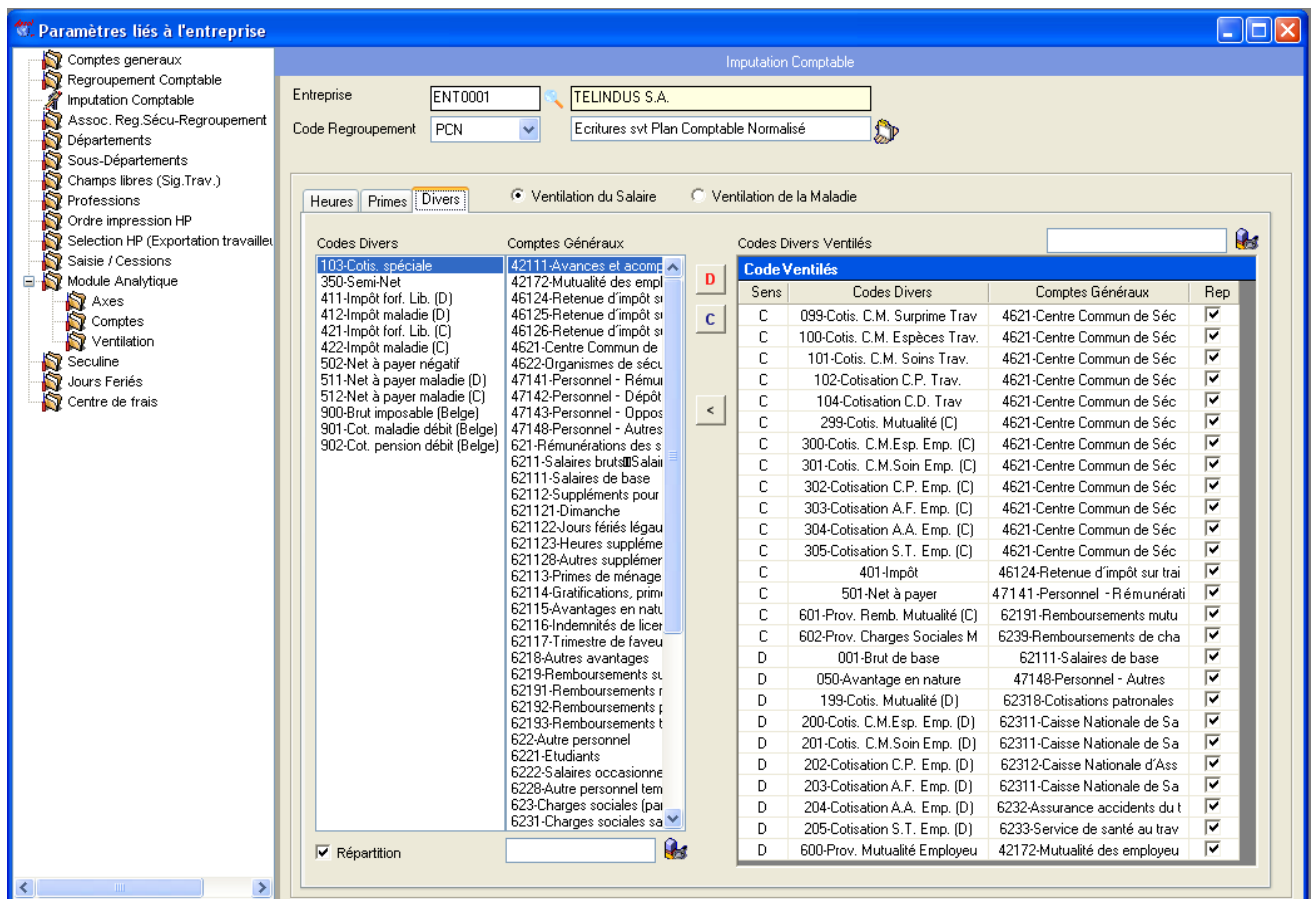 Paramètres liés à l'entreprise
Comptes generaux
Regroupement Comptable
Imputation Comptable
Assoc. Reg.Sécu-Regroupement
Départements
Sous-Départements
Champs libres (Sig.Trav.)
Professions
Ordre impression HP
Selection HP (Exportation travailleu
Saisie / Cessions
Module Analytique
Axes
Comptes
Ventilation
Seculine
Jours Feriés
Centre de frais
Imputation Comptable
Entreprise ENT0001 TELINDUS S.A.
Code Regroupement PCN Ecritures svt Plan Comptable Normalisé
Heures Primes Divers Ventilation du Salaire Ventilation de la Maladie
Codes Divers
103-Cotis. spéciale
350-Semi-Net
411-Impôt forf. Lib. (D)
412-Impôt maladie (D)
421-Impôt forf. Lib. (C)
422-Impôt maladie (C)
502-Net à payer négatif
511-Net à payer maladie (D)
512-Net à payer maladie (C)
900-Brut imposable (Belge)
901-Cot. maladie débit (Belge)
902-Cot. pension débit (Belge)
Comptes Généraux
42111-Avances et acomp
42172-Mutualité des empl
46124-Retenue d'impôt su
46125-Retenue d'impôt su
46126-Retenue d'impôt su
4621-Centre Commun de
4622-Organismes de sécu
47141-Personnel - Rému
47142-Personnel - Dépôt
47143-Personnel - Oppos
47148-Personnel - Autres
621-Rémunérations des s
6211-Salaires brutsSalair
62111-Salaires de base
62112-Suppléments pour
621121-Dimanche
621122-Jours fériés légau
621123-Heures suppléme
621128-Autres supplémer
62113-Primes de ménage
62114-Gratifications, prime
62115-Avantages en natu
62116-Indemnités de licer
62117-Trimestre de faveu
6218-Autres avantages
6219-Remboursements su
62191-Remboursements r
62192-Remboursements p
62193-Remboursements t
622-Autre personnel
6221-Etudiants
6222-Salaires occasionne
6228-Autre personnel tem
623-Charges sociales (par
6231-Charges sociales sa
Répartition
D
C
<
Codes Divers Ventilés
Code Ventilés
Sens Codes Divers Comptes Généraux Rep
C 099-Cotis. C.M. Surprime Trav 4621-Centre Commun de Séc
C 100-Cotis. C.M. Espèces Trav. 4621-Centre Commun de Séc
C 101-Cotis. C.M. Soins Trav. 4621-Centre Commun de Séc
C 102-Cotisation C.P. Trav. 4621-Centre Commun de Séc
C 104-Cotisation C.D. Trav 4621-Centre Commun de Séc
C 299-Cotis. Mutualité (C) 4621-Centre Commun de Séc
C 300-Cotis. C.M.Esp. Emp. (C) 4621-Centre Commun de Séc
C 301-Cotis. C.M.Soin Emp. (C) 4621-Centre Commun de Séc
C 302-Cotisation C.P. Emp. (C) 4621-Centre Commun de Séc
C 303-Cotisation A.F. Emp. (C) 4621-Centre Commun de Séc
C 304-Cotisation A.A. Emp. (C) 4621-Centre Commun de Séc
C 305-Cotisation S.T. Emp. (C) 4621-Centre Commun de Séc
C 401-Impôt 46124-Retenue d'impôt sur trai
C 501-Net à payer 47141-Personnel - Rémunérati
C 601-Prov. Remb. Mutualité (C) 62191-Remboursements mutu
C 602-Prov. Charges Sociales M 6239-Remboursements de cha
D 001-Brut de base 62111-Salaires de base
D 050-Avantage en nature 47148-Personnel - Autres
D 199-Cotis. Mutualité (D) 62318-Cotisations patronales
D 200-Cotis. C.M.Esp. Emp. (D) 62311-Caisse Nationale de Sa
D 201-Cotis. C.M.Soin Emp. (D) 62311-Caisse Nationale de Sa
D 202-Cotisation C.P. Emp. (D) 62312-Caisse Nationale d'Ass
D 203-Cotisation A.F. Emp. (D) 62311-Caisse Nationale de Sa
D 204-Cotisation A.A. Emp. (D) 6232-Assurance accidents du t
D 205-Cotisation S.T. Emp. (D) 6233-Service de santé au trav
D 600-Prov. Mutualité Employeu 42172-Mutualité des employeu